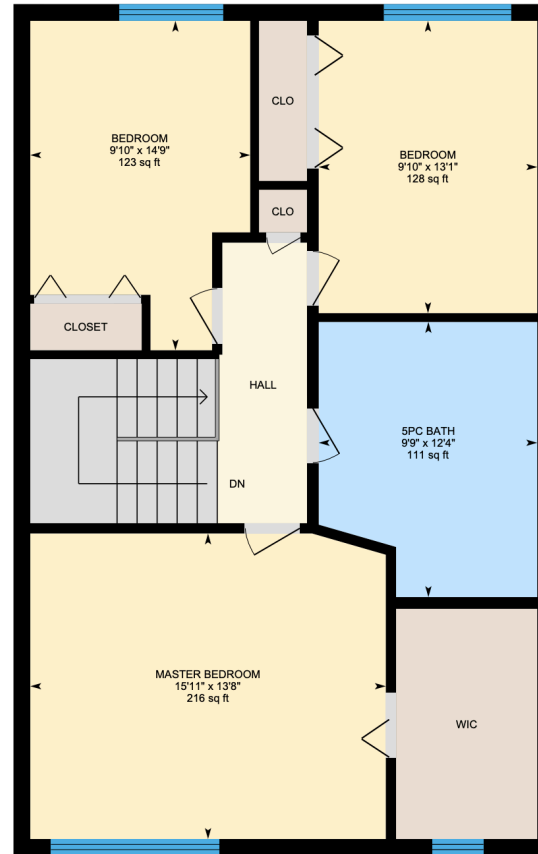 CLO
BEDROOM
9'10" x 14'9"
123 sq ft
BEDROOM
9'10" x 13'1"
128 sq ft
CLO
CLOSET
HALL
5PC BATH
9'9" x 12'4"
111 sq ft
DN
MASTER BEDROOM
15'11" x 13'8"
216 sq ft
WIC